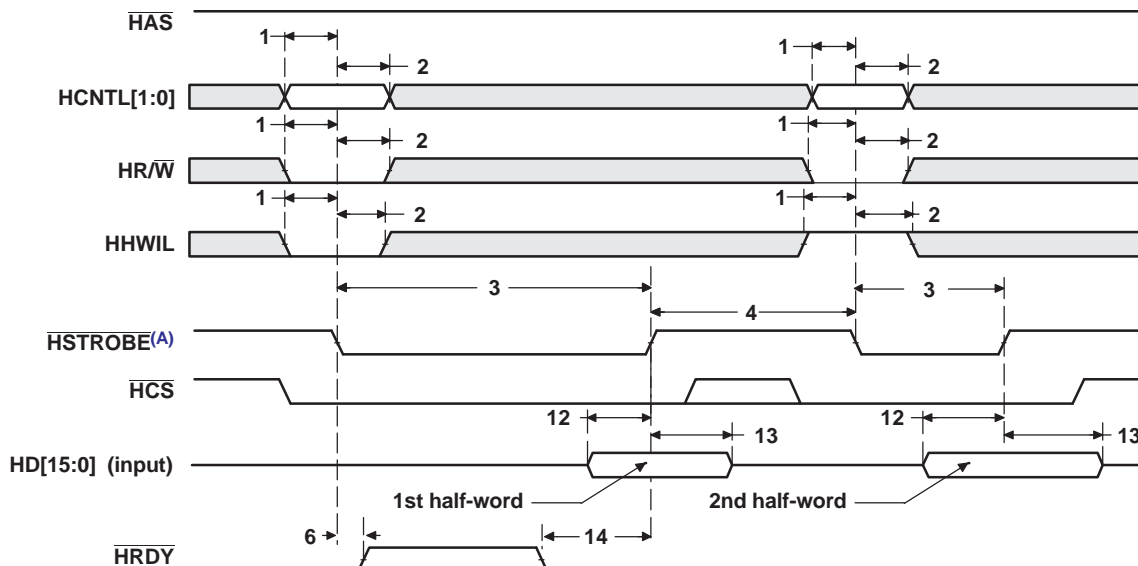 HAS
1
1
2
2
HCNTL[1:0]
1
1
2
2
HR/W
1
1
2
2
HHWIL
3
3
4
HSTROBE(A)
HCS
12
12
13
13
HD[15:0] (input)
1st half-word
2nd half-word
6
14
HRDY